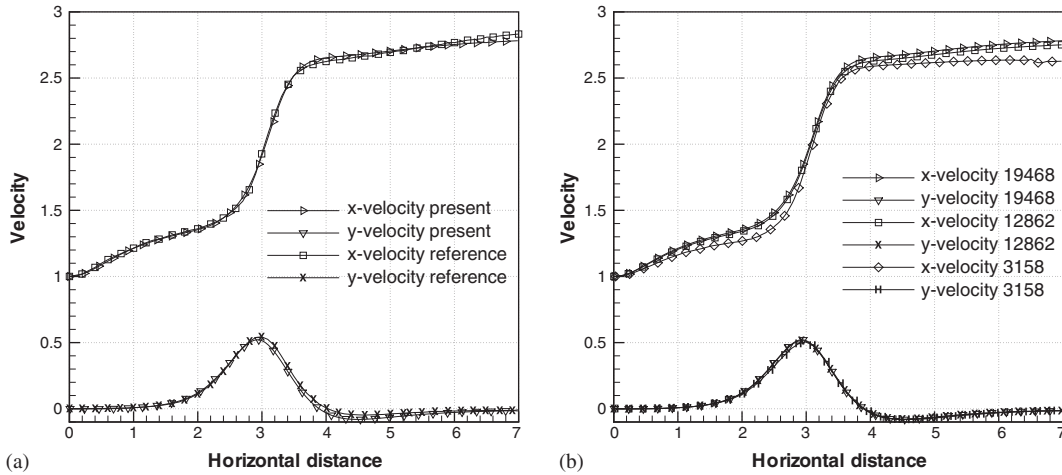 3
2.5
2
1.5
1
0.5
0
Velocity
x-velocity present
y-velocity present
x-velocity reference
y-velocity reference
0 1 2 3 4 5 6 7
Horizontal distance
(a)
3
2.5
2
1.5
1
0.5
0
Velocity
x-velocity 19468
y-velocity 19468
x-velocity 12862
y-velocity 12862
x-velocity 3158
y-velocity 3158
0 1 2 3 4 5 6 7
Horizontal distance
(b)